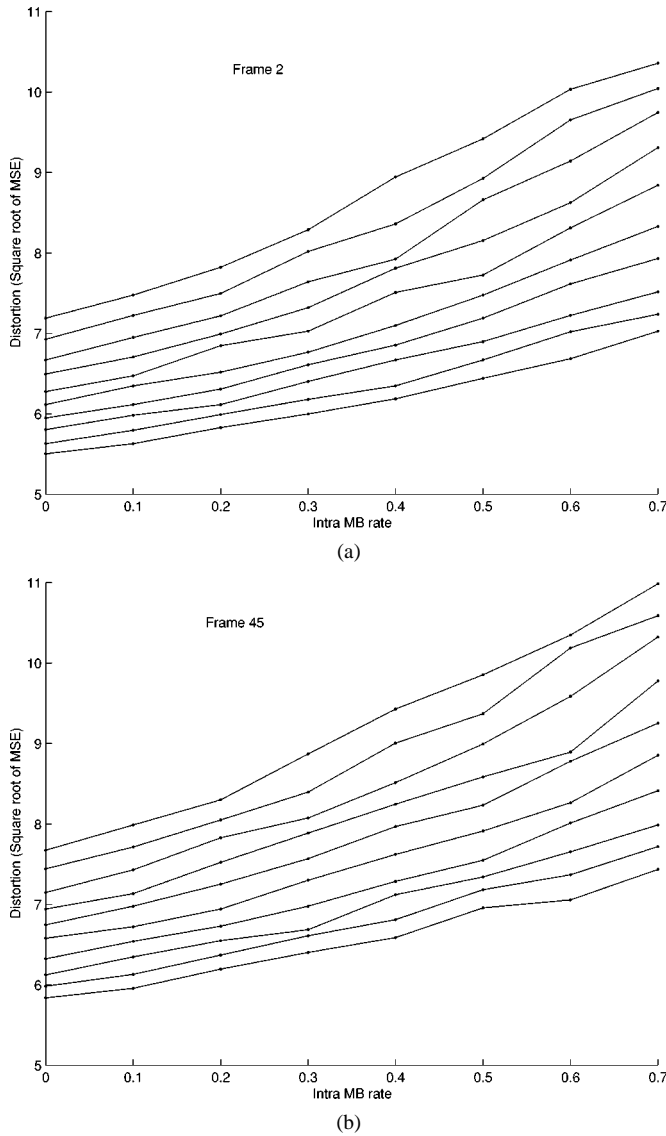 11
10
9
8
7
6
5
Distortion (Square root of MSE)
Frame 2
0 0.1 0.2 0.3 0.4 0.5 0.6 0.7
Intra MB rate
(a)
11
10
9
8
7
6
5
Distortion (Square root of MSE)
Frame 45
0 0.1 0.2 0.3 0.4 0.5 0.6 0.7
Intra MB rate
(b)